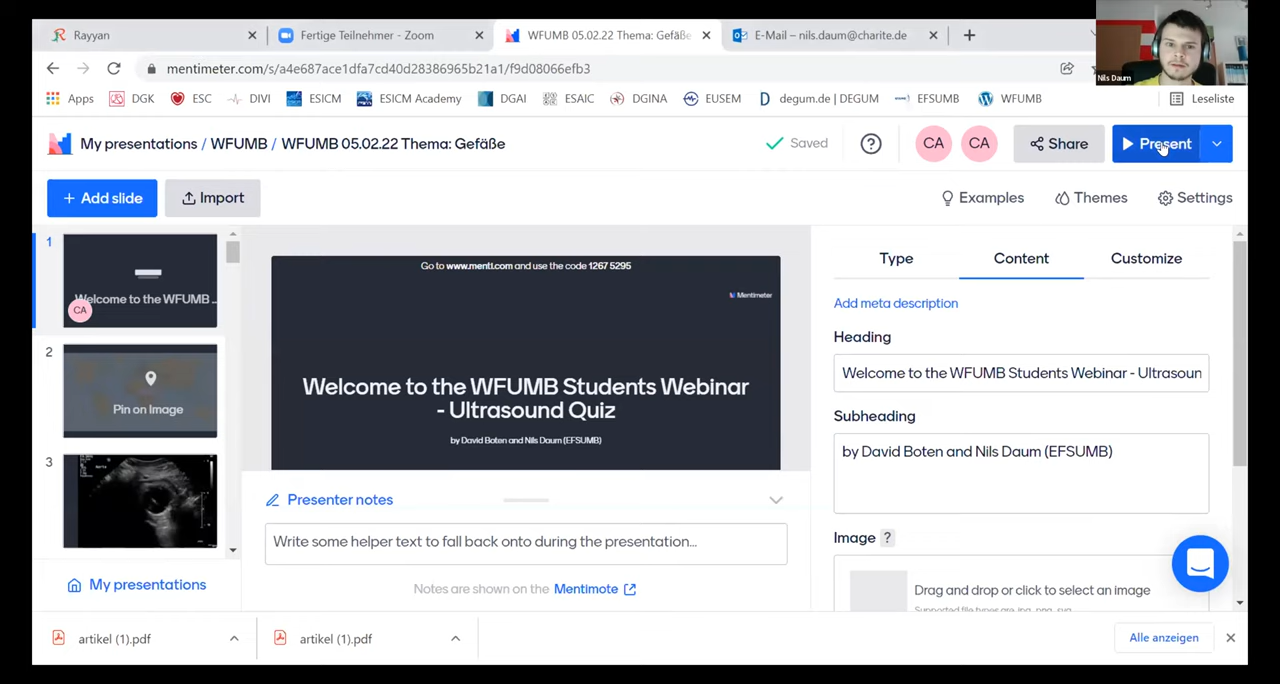 Rayyan
Fertige Teilnehmer - Zoom
WFUMB 05.02.22 Thema: Gefäße
E-Mail – nils.daum@charite.de
mentimeter.com/s/a4e687ace1dfa7cd40d28386965b21a1/f9d08066efb3
Nils Daum
Apps DGK ESC DIVI ESICM ESICM Academy DGAI ESAIC DGINA EUSEM degum.de | DEGUM EFSUMB WFUMB Leseliste
My presentations / WFUMB / WFUMB 05.02.22 Thema: Gefäße
Saved
?
CA CA
Share
Present
+ Add slide
Import
Examples Themes Settings
1
Welcome to the WFUMB ...
CA
2
Pin on Image
3
My presentations
Go to www.menti.com and use the code 1267 5295
Mentimeter
Welcome to the WFUMB Students Webinar
- Ultrasound Quiz
by David Boten and Nils Daum (EFSUMB)
Presenter notes
Write some helper text to fall back onto during the presentation...
Notes are shown on the Mentimote
Type Content Customize
Add meta description
Heading
Welcome to the WFUMB Students Webinar - Ultrasoun
Subheading
by David Boten and Nils Daum (EFSUMB)
Image ?
Drag and drop or click to select an image
artikel (1).pdf
artikel (1).pdf
Alle anzeigen